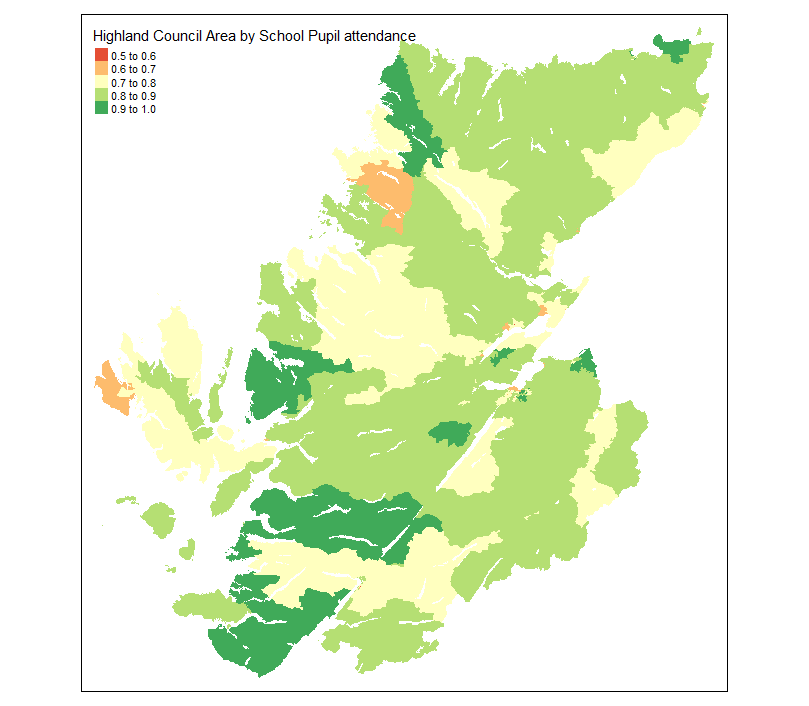 Highland Council Area by School Pupil attendance
0.5 to 0.6
0.6 to 0.7
0.7 to 0.8
0.8 to 0.9
0.9 to 1.0